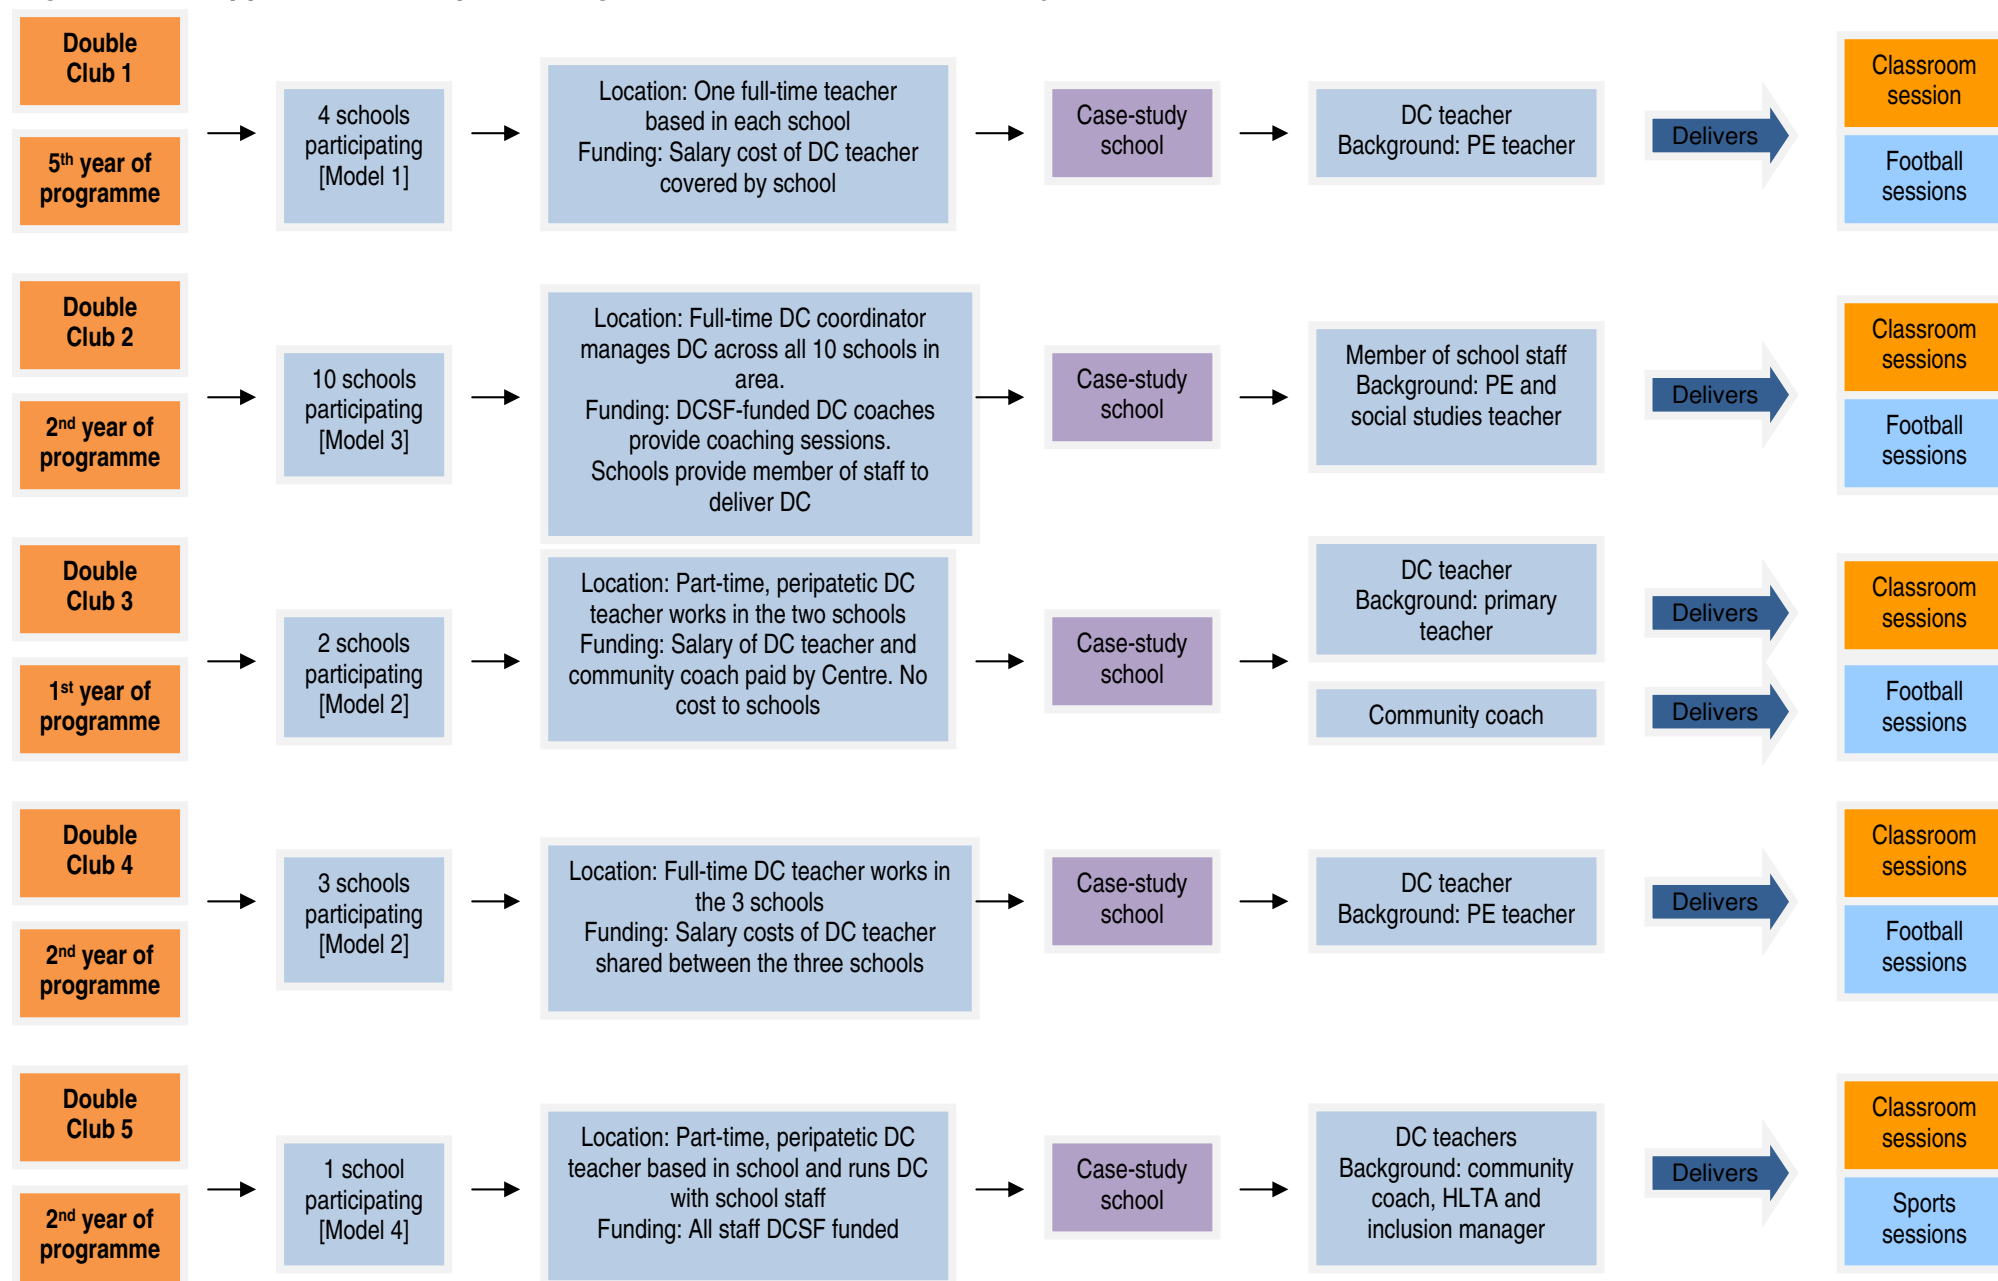 Double
Club 1
5th year of
programme
4 schools
participating
[Model 1]
Location: One full-time teacher
based in each school
Funding: Salary cost of DC teacher
covered by school
Case-study
school
DC teacher
Background: PE teacher
Delivers
Classroom
session
Football
sessions
Double
Club 2
2nd year of
programme
10 schools
participating
[Model 3]
Location: Full-time DC coordinator
manages DC across all 10 schools in
area.
Funding: DCSF-funded DC coaches
provide coaching sessions.
Schools provide member of staff to
deliver DC
Case-study
school
Member of school staff
Background: PE and
social studies teacher
Delivers
Classroom
sessions
Football
sessions
Double
Club 3
1st year of
programme
2 schools
participating
[Model 2]
Location: Part-time, peripatetic DC
teacher works in the two schools
Funding: Salary of DC teacher and
community coach paid by Centre. No
cost to schools
Case-study
school
DC teacher
Background: primary
teacher
Delivers
Classroom
sessions
Community coach
Delivers
Football
sessions
Double
Club 4
2nd year of
programme
3 schools
participating
[Model 2]
Location: Full-time DC teacher works in
the 3 schools
Funding: Salary costs of DC teacher
shared between the three schools
Case-study
school
DC teacher
Background: PE teacher
Delivers
Classroom
sessions
Football
sessions
Double
Club 5
2nd year of
programme
1 school
participating
[Model 4]
Location: Part-time, peripatetic DC
teacher based in school and runs DC
with school staff
Funding: All staff DCSF funded
Case-study
school
DC teachers
Background: community
coach, HLTA and
inclusion manager
Delivers
Classroom
sessions
Sports
sessions